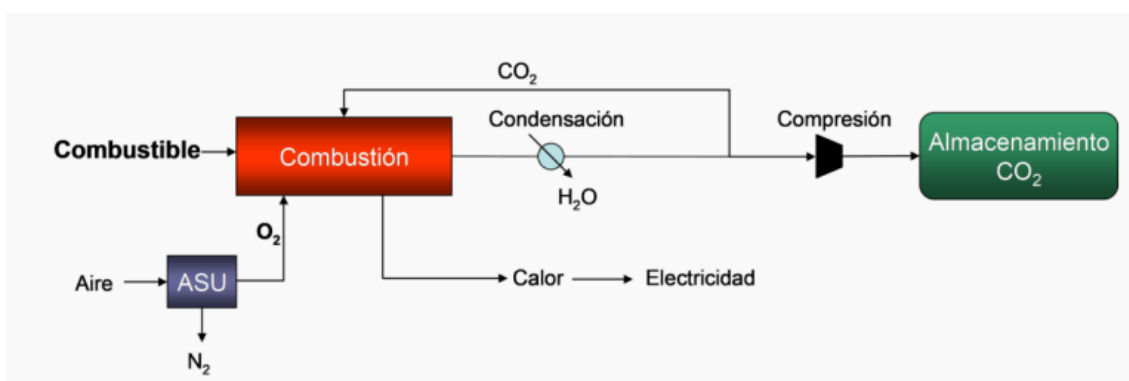 CO₂
Condensación
Compresión
Combustible
Combustión
Almacenamiento
CO₂
H₂O
O₂
Aire
ASU
Calor
Electricidad
N₂